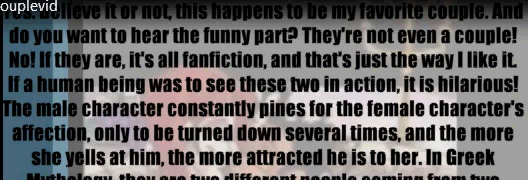 ouplevid
Yes. Believe it or not, this happens to be my favorite couple. And
do you want to hear the funny part? They're not even a couple!
No! If they are, it's all fanfiction, and that's just the way I like it.
If a human being was to see these two in action, it is hilarious!
The male character constantly pines for the female character's
affection, only to be turned down several times, and the more
she yells at him, the more attracted he is to her. In Greek
Mythology, they are two different people coming from two